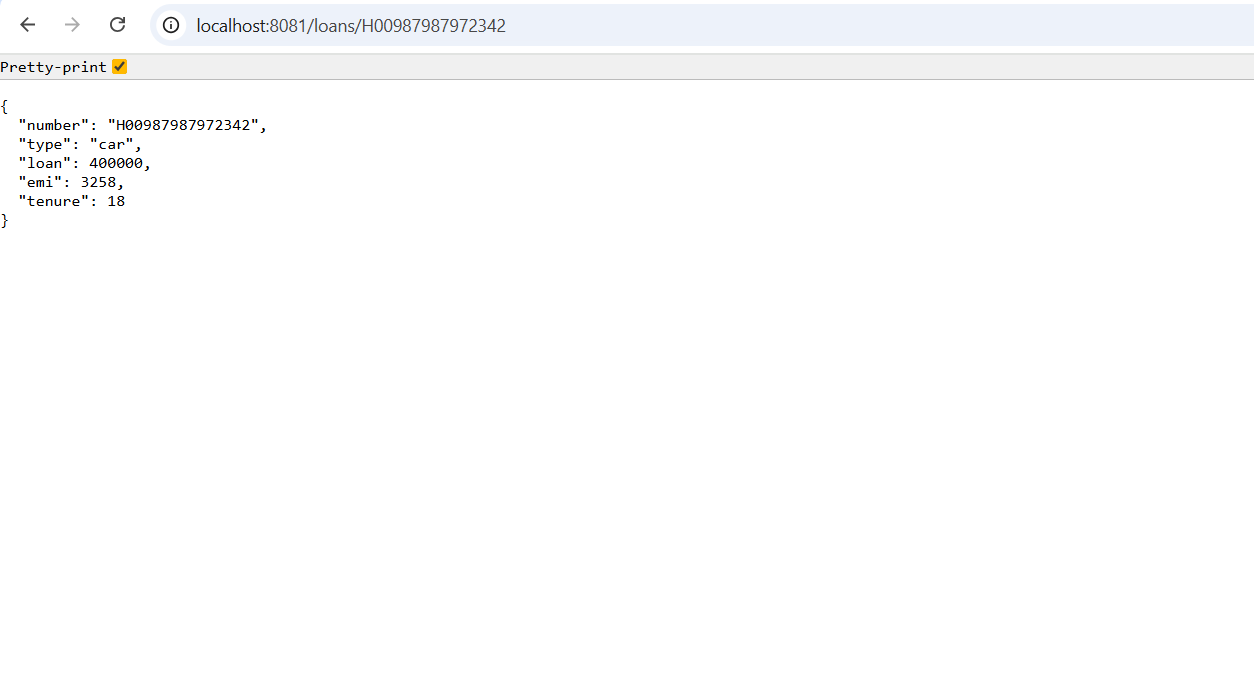 localhost:8081/loans/H00987987972342
Pretty-print
{
  "number": "H00987987972342",
  "type": "car",
  "loan": 400000,
  "emi": 3258,
  "tenure": 18
}